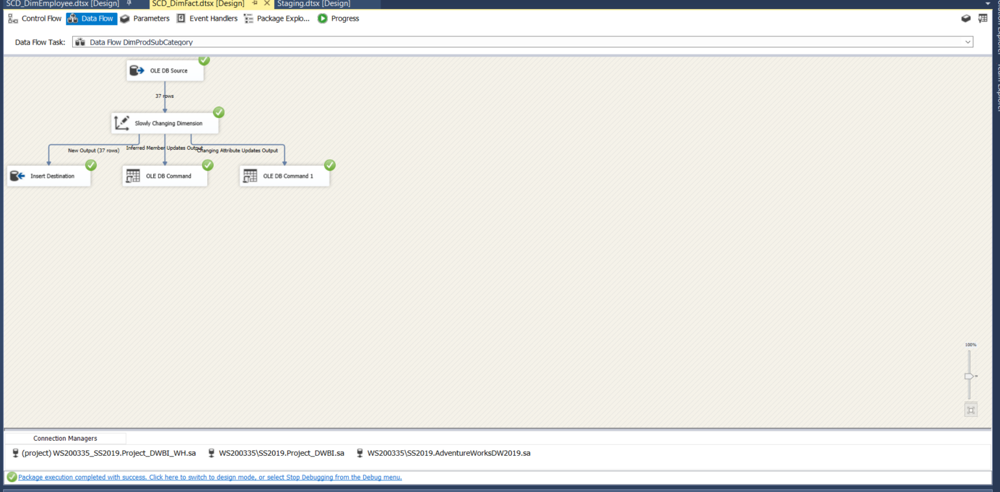 SCD_DimEmployee.dtsx [Design] SCD_DimFact.dtsx [Design] Staging.dtsx [Design]
Control Flow Data Flow Parameters Event Handlers Package Explo... Progress
Data Flow Task: Data Flow DimProdSubCategory
OLE DB Source
37 rows
Slowly Changing Dimension
New Output (37 rows) Inferred Member Updates Output Changing Attribute Updates Output
Insert Destination OLE DB Command OLE DB Command 1
100%
Connection Managers
(project) WS200335_SS2019.Project_DWBI_WH.sa WS200335\SS2019.Project_DWBI.sa WS200335\SS2019.AdventureWorksDW2019.sa
Package execution completed with success. Click here to switch to design mode, or select Stop Debugging from the Debug menu.